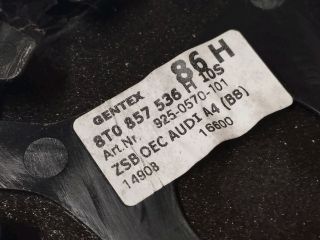 86 H
GENTEX
8T0 857 536 H 10S
Art.Nr. 925-0570-101
ZSB OEC AUDI A4 (B8)
14908 16600